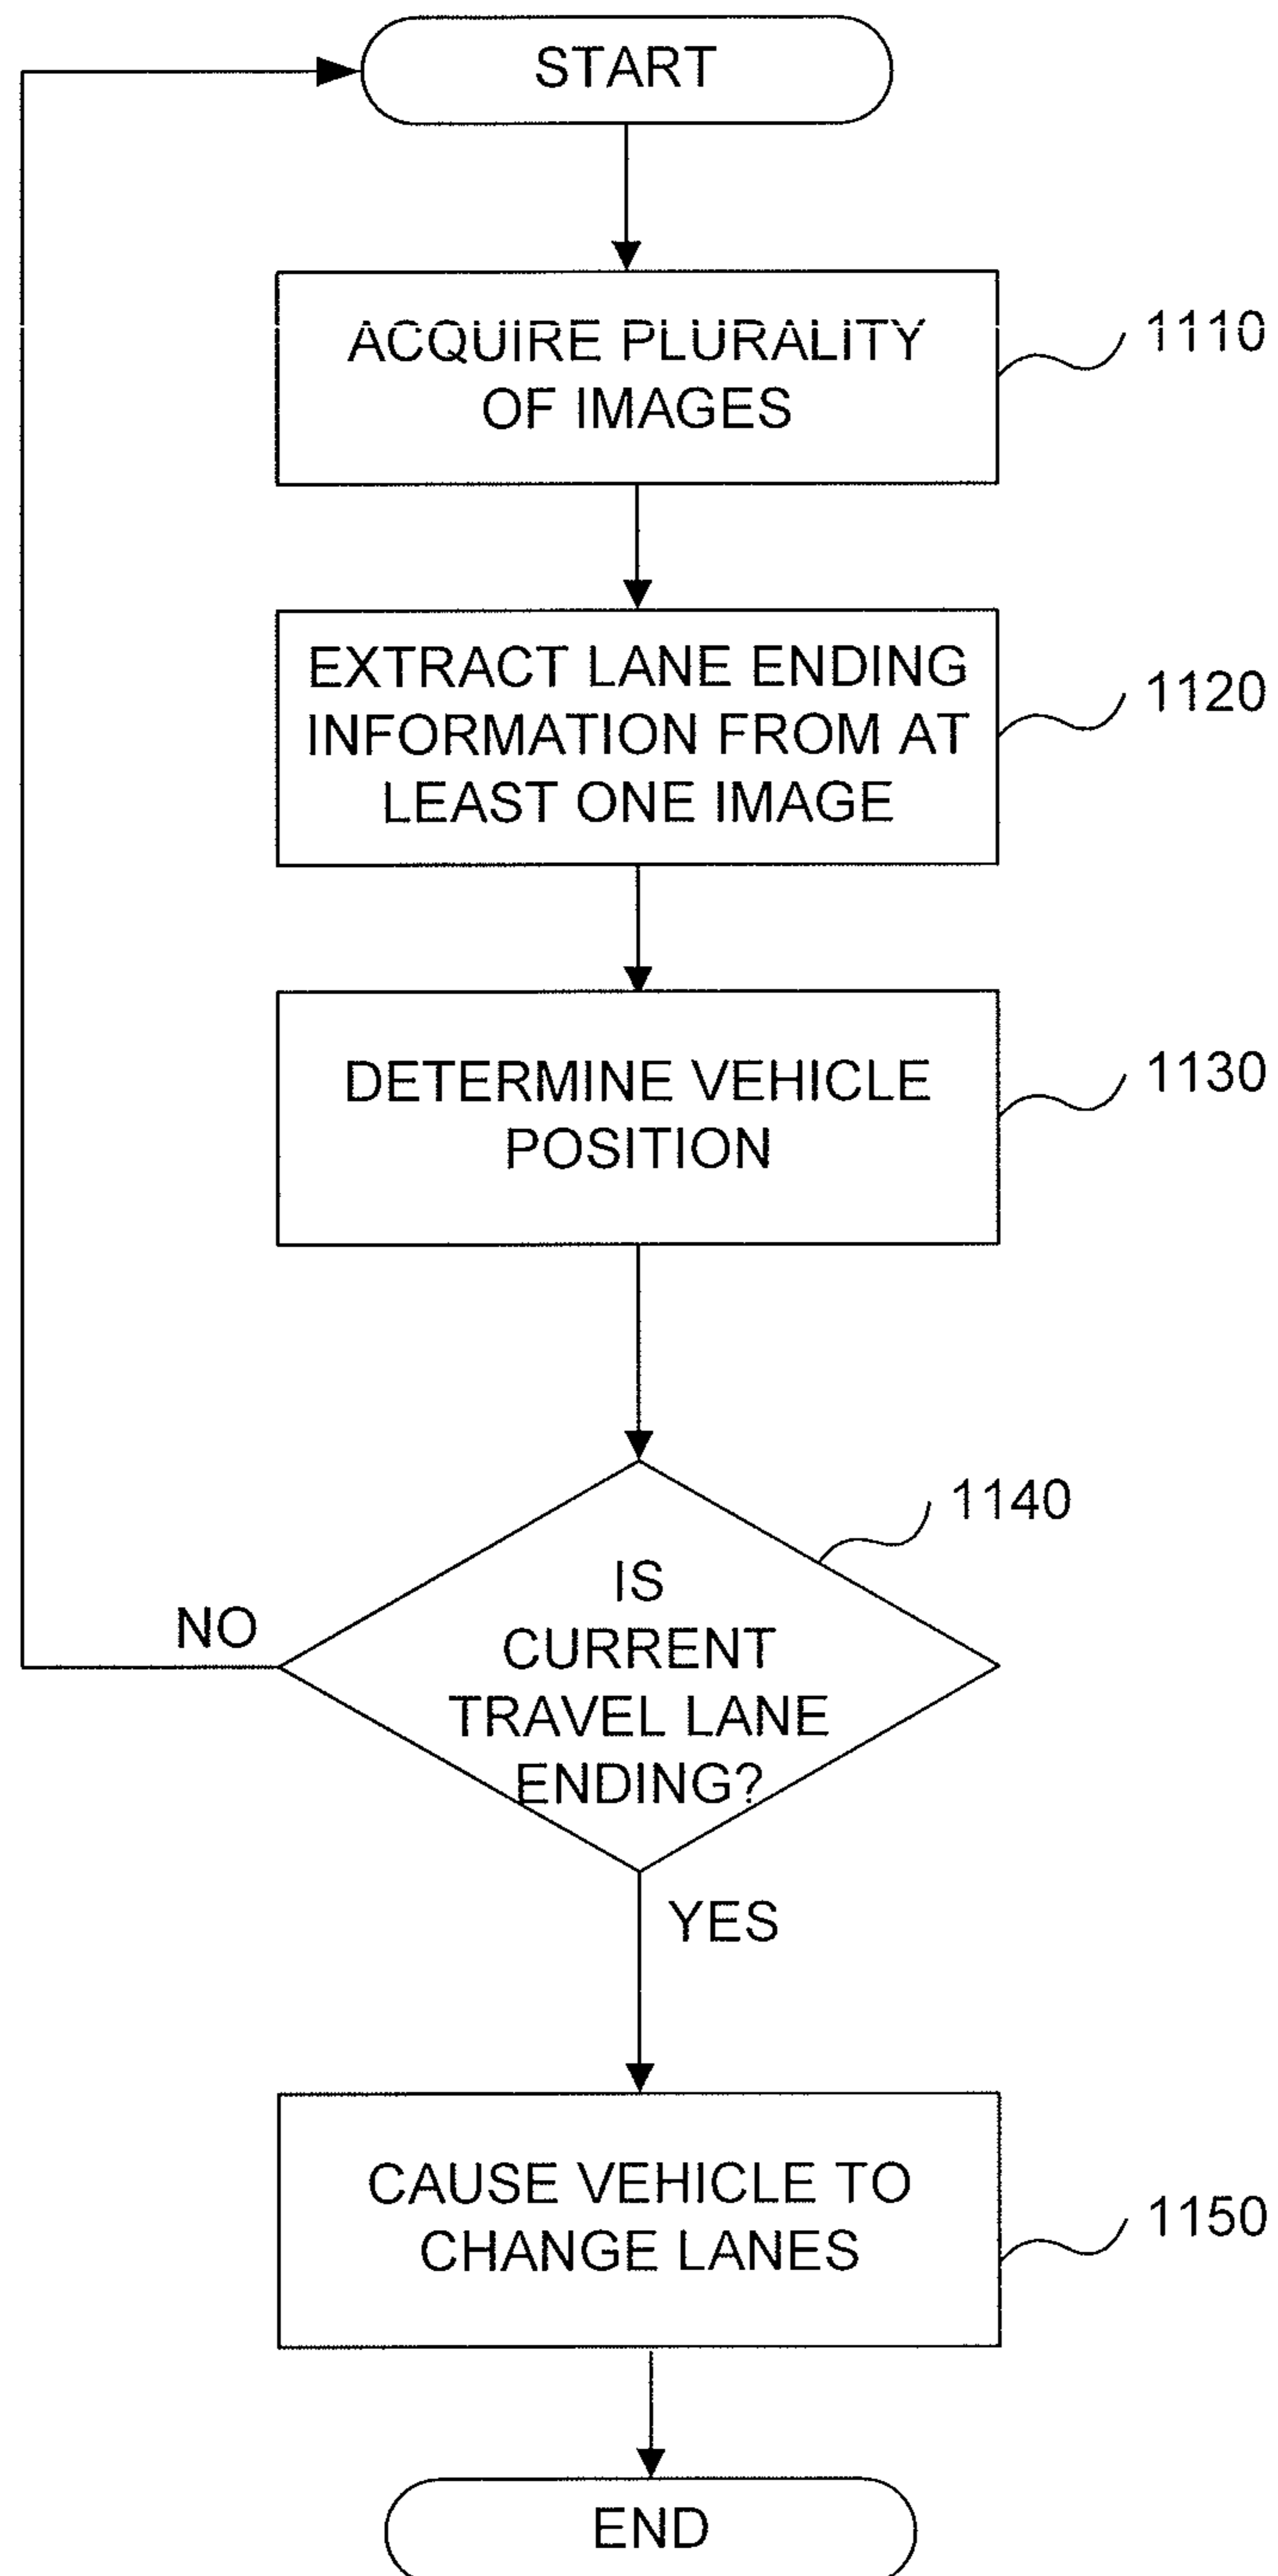 START
ACQUIRE PLURALITY
OF IMAGES
1110
EXTRACT LANE ENDING
INFORMATION FROM AT
LEAST ONE IMAGE
1120
DETERMINE VEHICLE
POSITION
1130
IS
CURRENT
TRAVEL LANE
ENDING?
1140
NO
YES
CAUSE VEHICLE TO
CHANGE LANES
1150
END